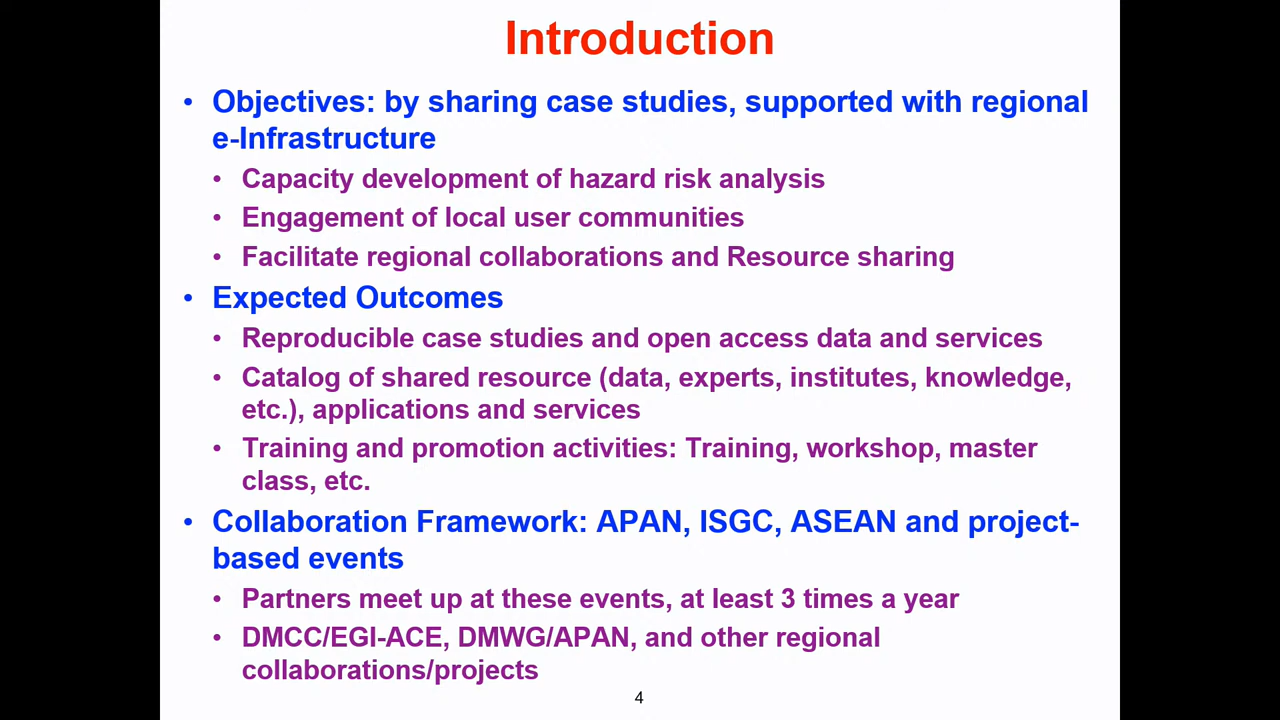 Introduction
• Objectives: by sharing case studies, supported with regional
e-Infrastructure
• Capacity development of hazard risk analysis
• Engagement of local user communities
• Facilitate regional collaborations and Resource sharing
• Expected Outcomes
• Reproducible case studies and open access data and services
• Catalog of shared resource (data, experts, institutes, knowledge,
etc.), applications and services
• Training and promotion activities: Training, workshop, master
class, etc.
• Collaboration Framework: APAN, ISGC, ASEAN and project-
based events
• Partners meet up at these events, at least 3 times a year
• DMCC/EGI-ACE, DMWG/APAN, and other regional
collaborations/projects
4